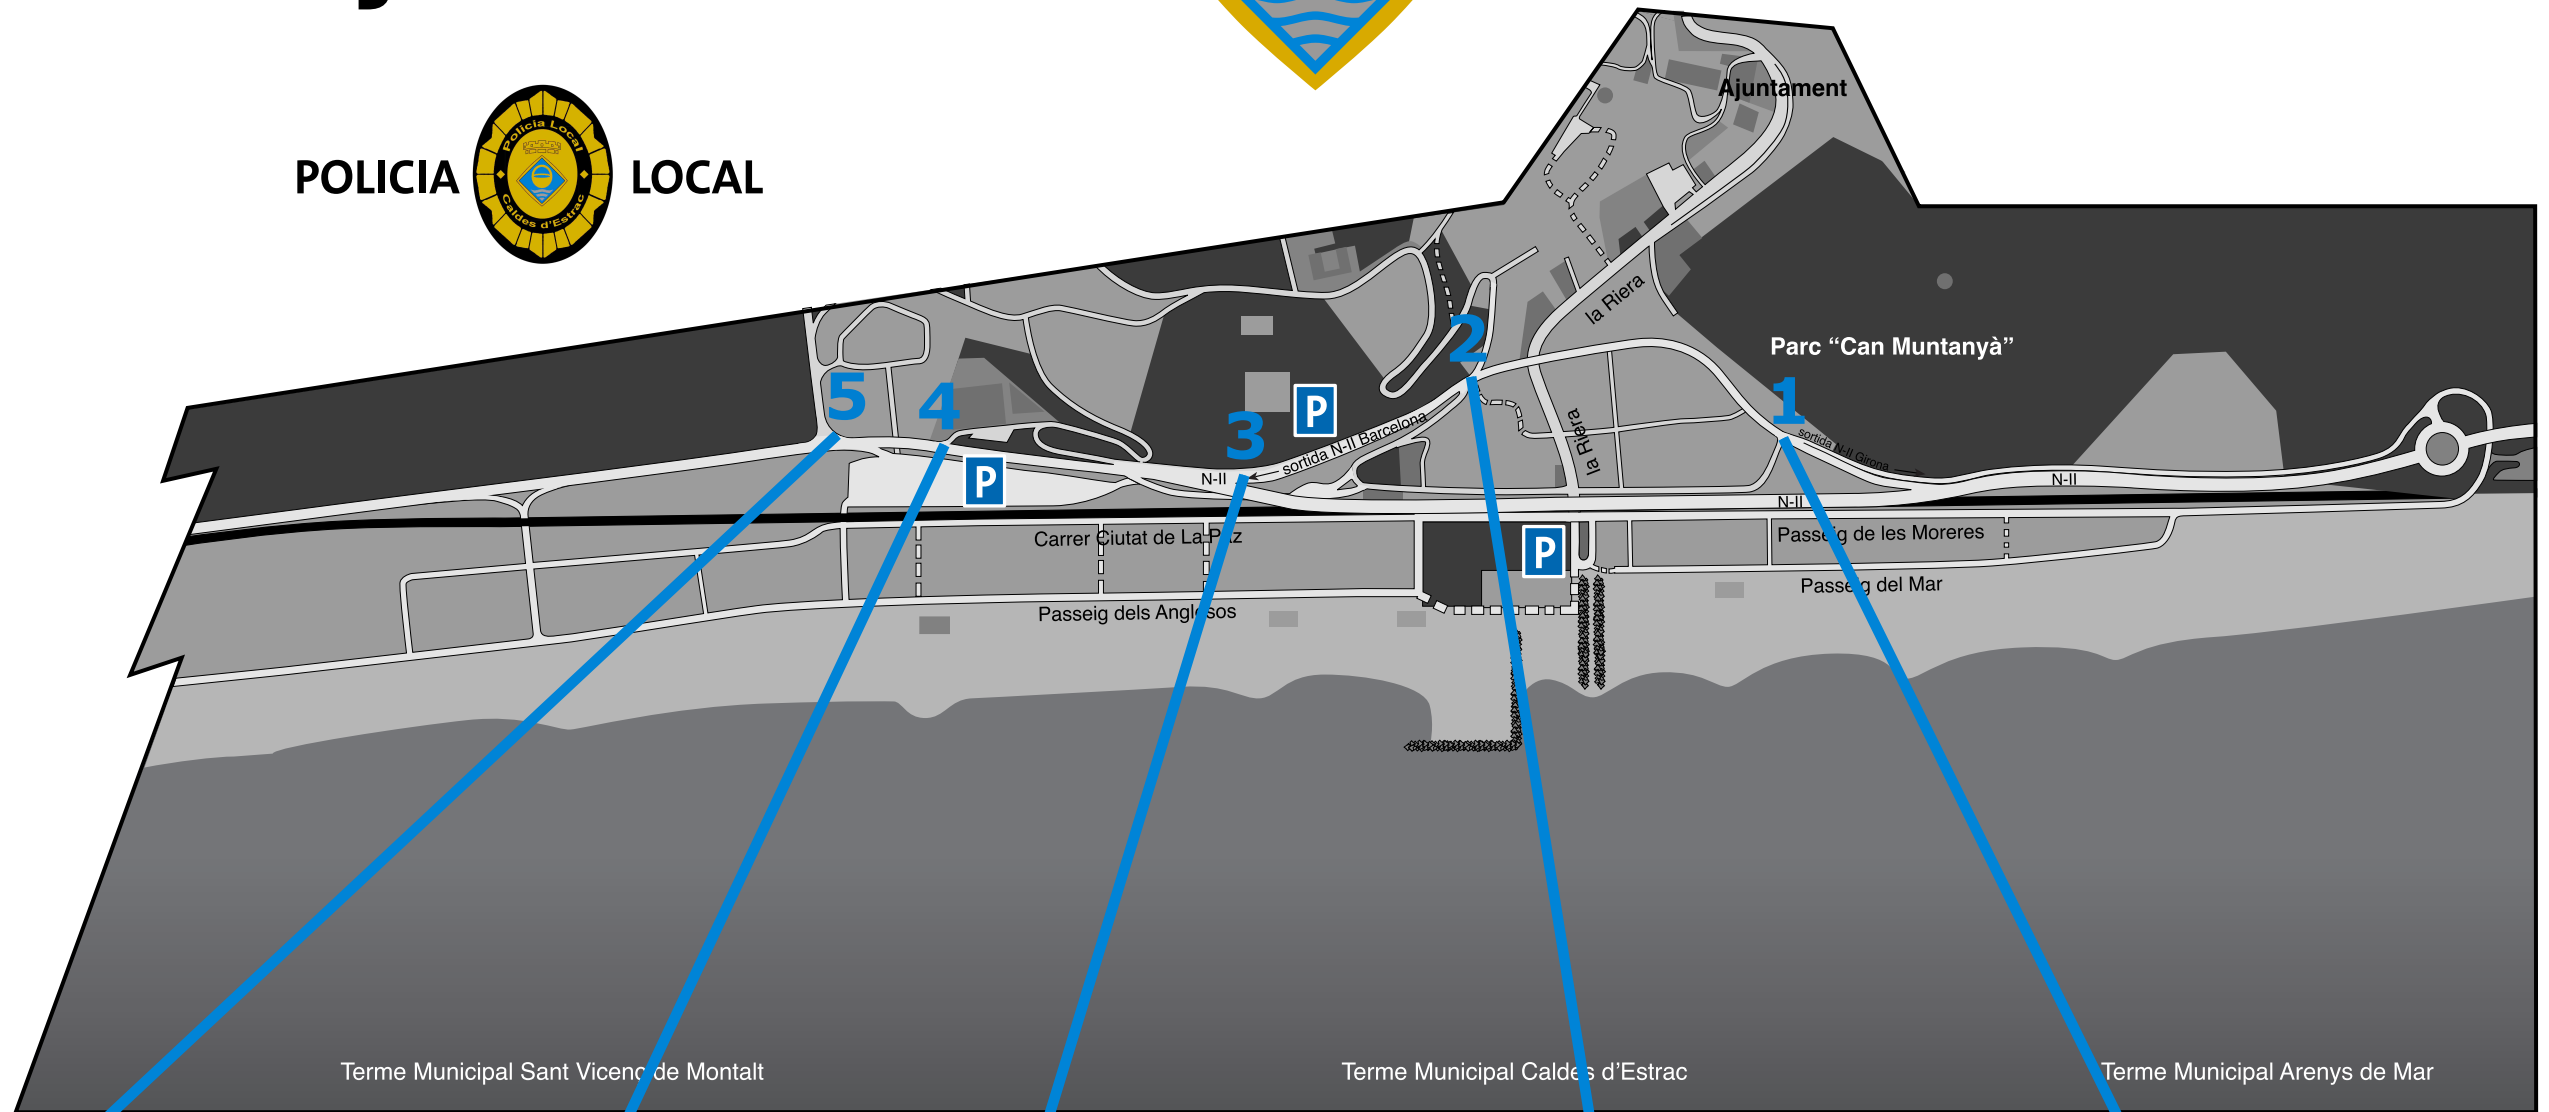 POLICIA
Policia Local
Caldes d'Estrac
LOCAL
Ajuntament
la Riera
Parc “Can Muntanyà”
2
5
4
3
1
P
sortida N-II Barcelona
la Riera
sortida N-II Girona
P
N-II
N-II
N-II
Carrer Ciutat de La Paz
P
Passeig de les Moreres
Passeig del Mar
Passeig dels Anglesos
Terme Municipal Sant Vicenç de Montalt
Terme Municipal Caldes d’Estrac
Terme Municipal Arenys de Mar